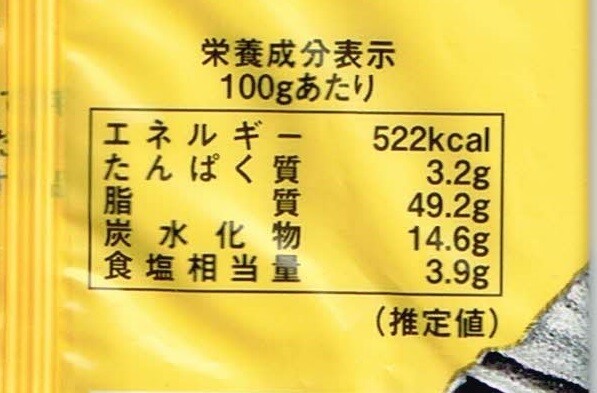 栄養成分表示
100gあたり
エネルギー 522kcal
たんぱく質 3.2g
脂質 49.2g
炭水化物 14.6g
食塩相当量 3.9g
(推定値)